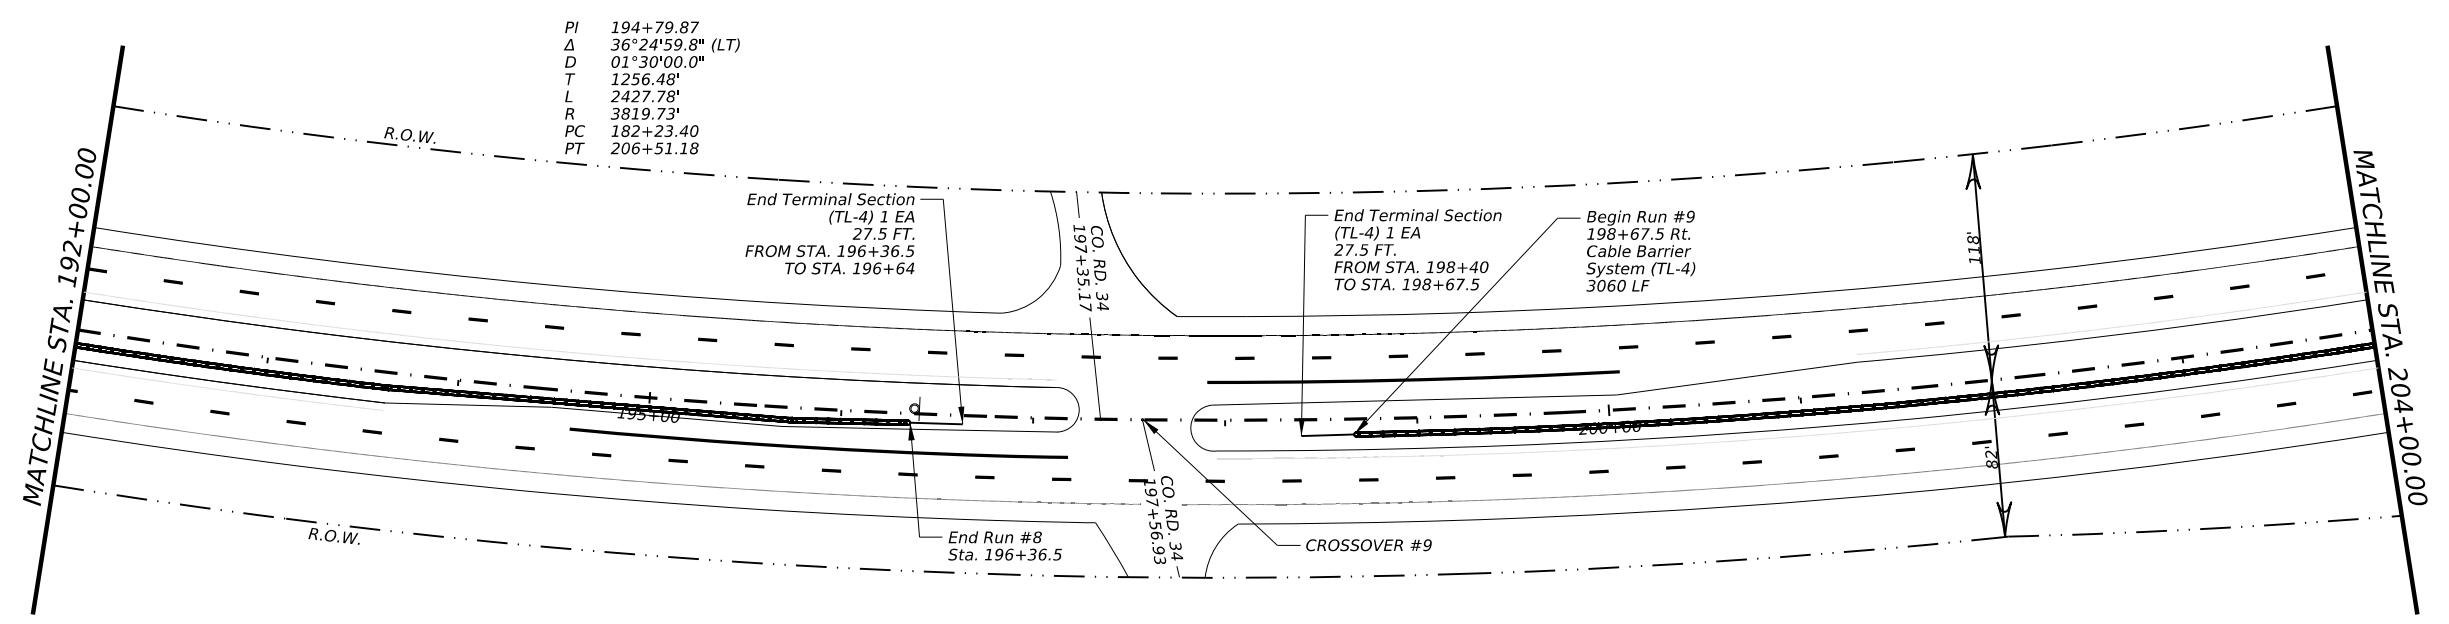 PI 194+79.87
Δ 36°24'59.8" (LT)
D 01°30'00.0"
T 1256.48'
L 2427.78'
R 3819.73'
PC 182+23.40
PT 206+51.18
MATCHLINE STA. 192+00.00
R.O.W.
End Terminal Section
(TL-4) 1 EA
27.5 FT.
FROM STA. 196+36.5
TO STA. 196+64
CO. RD. 34
197+35.17
End Terminal Section
(TL-4) 1 EA
27.5 FT.
FROM STA. 198+40
TO STA. 198+67.5
Begin Run #9
198+67.5 Rt.
Cable Barrier
System (TL-4)
3060 LF
118'
MATCHLINE STA. 204+00.00
195+00
200+00
82'
CO. RD. 34
197+56.93
R.O.W.
End Run #8
Sta. 196+36.5
CROSSOVER #9